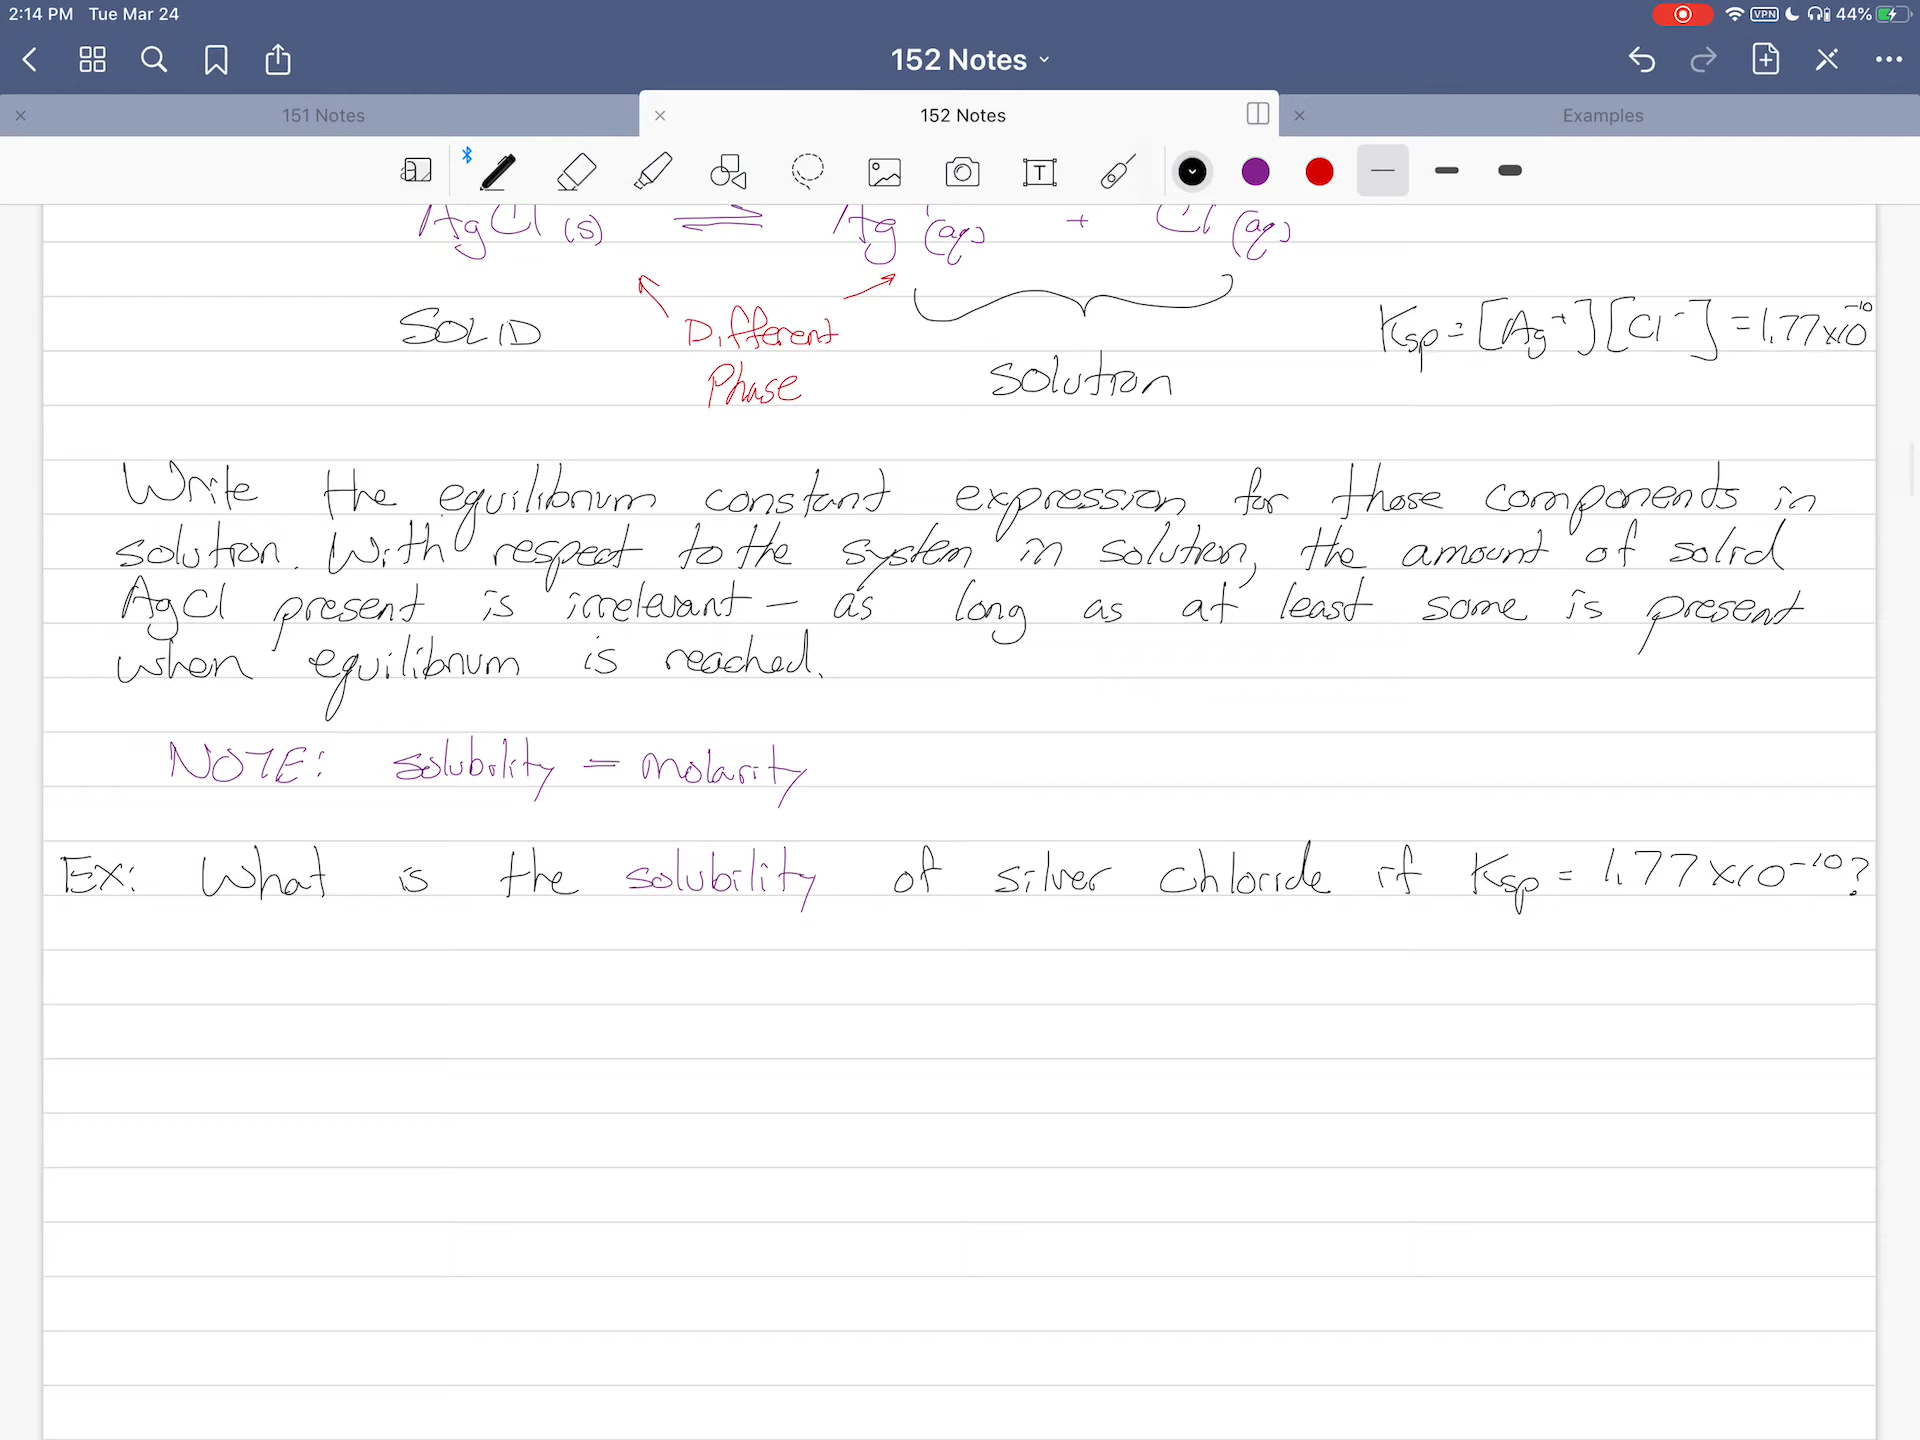 2:14 PM Tue Mar 24
VPN 44%
152 Notes
151 Notes
152 Notes
Examples
T
AgCl (s) ⇌ Ag⁺ (aq) + Cl⁻ (aq)
SOLID Different Phase solution Ksp = [Ag⁺][Cl⁻] = 1.77x10⁻¹⁰
Write the equilibrium constant expression for those components in
solution. With respect to the system in solution, the amount of solid
AgCl present is irrelevant - as long as at least some is present
when equilibrium is reached.
NOTE: solubility = molarity
EX: What is the solubility of silver chloride if Ksp = 1.77x10⁻¹⁰?